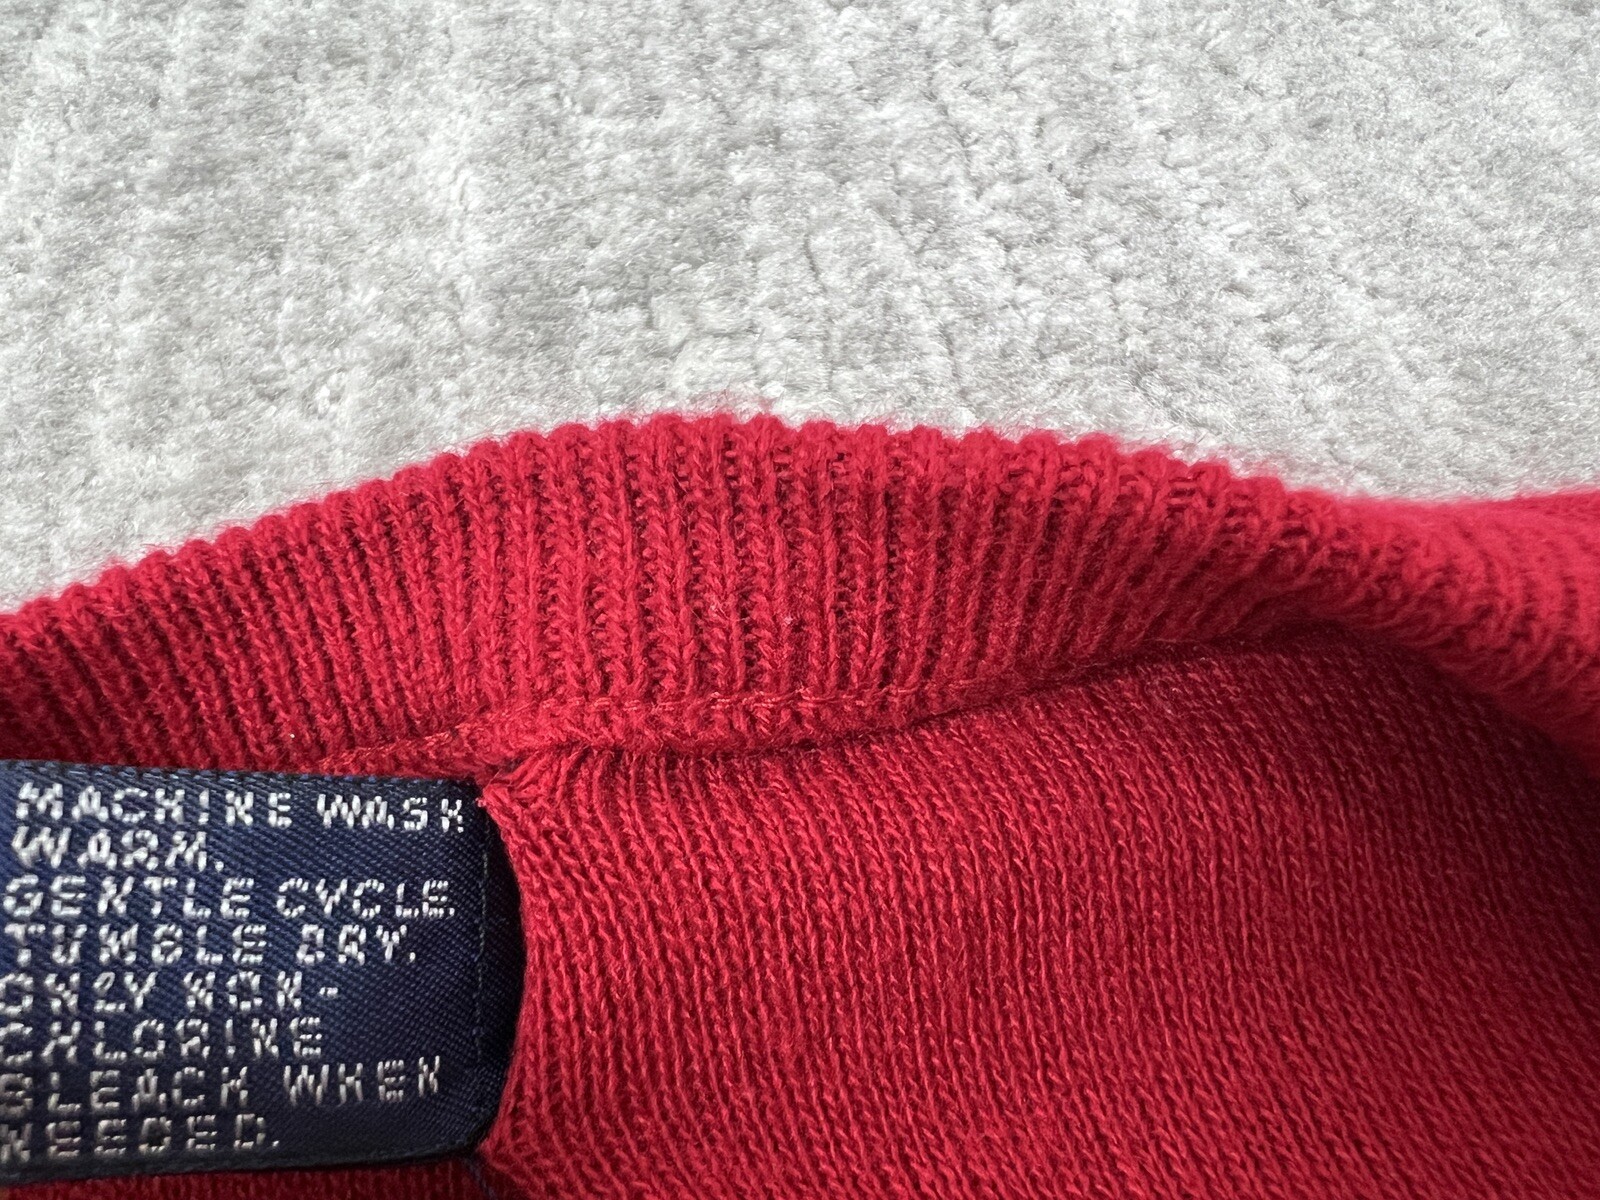 MACHINE WASH
WARM,
GENTLE CYCLE.
TUMBLE DRY.
ONLY NON-
CHLORINE
BLEACH WHEN
NEEDED.